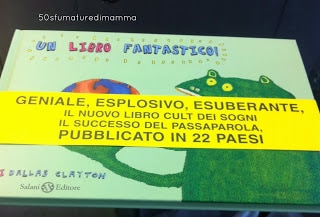 50sfumaturedimamma
UN LIBRO FANTASTICO!
GENIALE, ESPLOSIVO, ESUBERANTE,
IL NUOVO LIBRO CULT DEI SOGNI
IL SUCCESSO DEL PASSAPAROLA,
PUBBLICATO IN 22 PAESI
DALLAS CLAYTON
Salani Editore